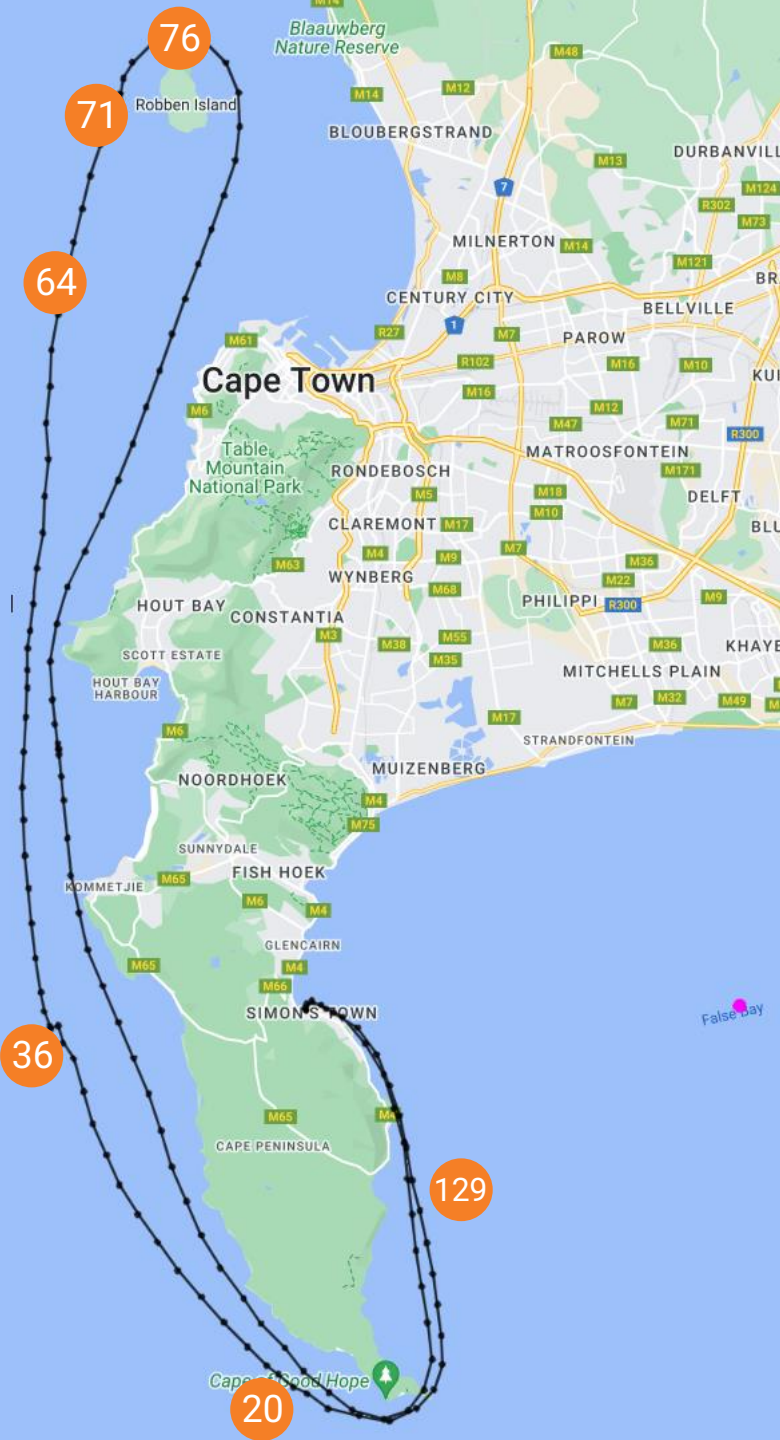 M14
76
Blaauwberg
Nature Reserve
M48
M12
M14
71
Robben Island
BLOUBERGSTRAND
DURBANVILL
M13
7
M124
R302
M73
MILNERTON
M14
M121
64
M8
BR
CENTURY CITY
BELLVILLE
1
R27
M7
PAROW
M61
R102
M16
M10
KUI
Cape Town
M16
M6
M12
M47
M71
R300
Table
Mountain
National Park
MATROOSFONTEIN
RONDEBOSCH
M171
M5
M18
DELFT
M10
CLAREMONT
M17
BLU
M7
M4
M9
M36
M63
WYNBERG
M22
M68
M9
HOUT BAY
PHILIPPI
R300
CONSTANTIA
M3
M38
M55
M36
KHAYE
SCOTT ESTATE
M35
MITCHELLS PLAIN
HOUT BAY
HARBOUR
M7
M32
M49
M
M17
M6
STRANDFONTEIN
NOORDHOEK
MUIZENBERG
M4
M75
SUNNYDALE
FISH HOEK
KOMMETJIE
M65
M6
M4
GLENCAIRN
M65
M4
M66
SIMON'S TOWN
False Bay
36
M65
M4
CAPE PENINSULA
129
Cape of Good Hope
20